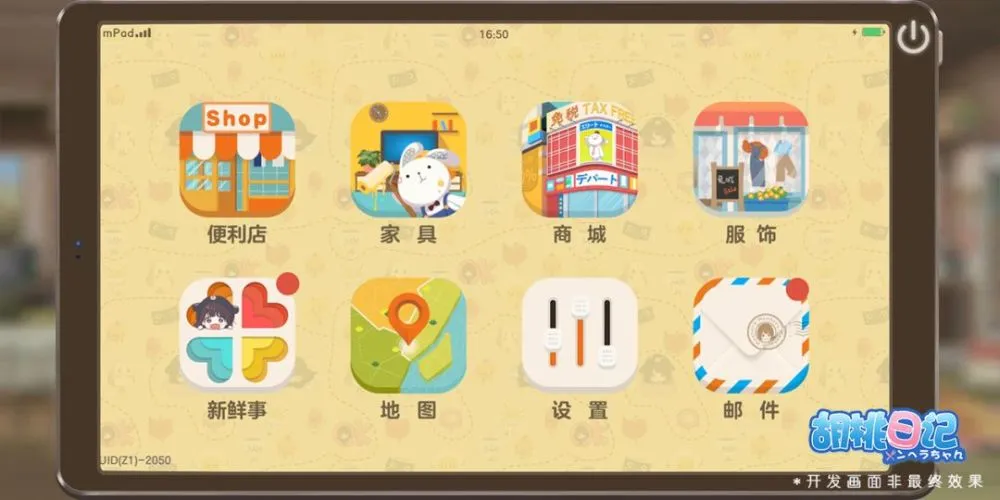 mPad
16:50
Shop
免税 TAX FREE
デパート
Sale
便利店
家具
商城
服饰
新鲜事
地图
设置
邮件
胡桃日记
メンヘラちゃん
UID(Z1)-2050
*开发画面非最终效果